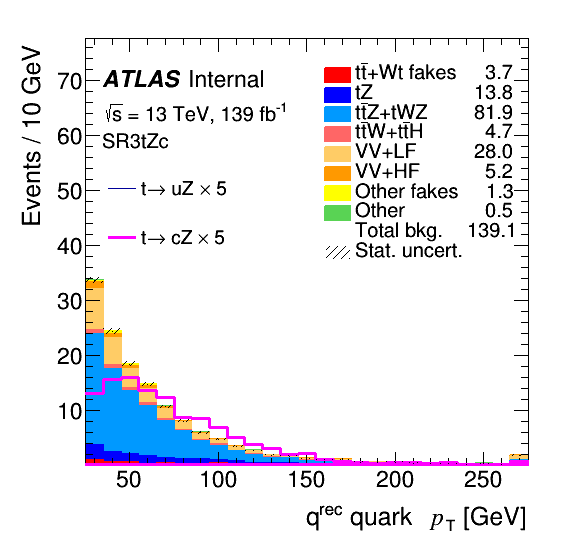 Events / 10 GeV
70
60
50
40
30
20
10
ATLAS Internal
√s = 13 TeV, 139 fb⁻¹
SR3tZc
t→ uZ × 5
t→ cZ × 5
tt̄+Wt fakes 3.7
tZ 13.8
tt̄Z+tWZ 81.9
tt̄W+tt̄H 4.7
VV+LF 28.0
VV+HF 5.2
Other fakes 1.3
Other 0.5
Total bkg. 139.1
Stat. uncert.
50 100 150 200 250
q^rec quark p_T [GeV]